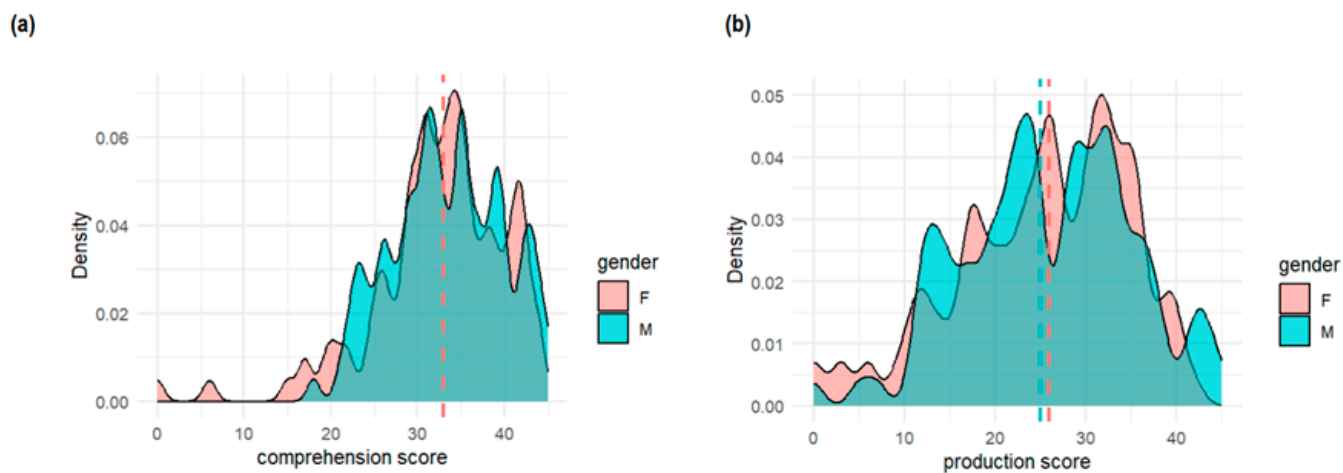 (a)
(b)
Density
0.06
0.04
0.02
0.00
0
10
20
30
40
comprehension score
gender
F
M
Density
0.05
0.04
0.03
0.02
0.01
0.00
0
10
20
30
40
production score
gender
F
M